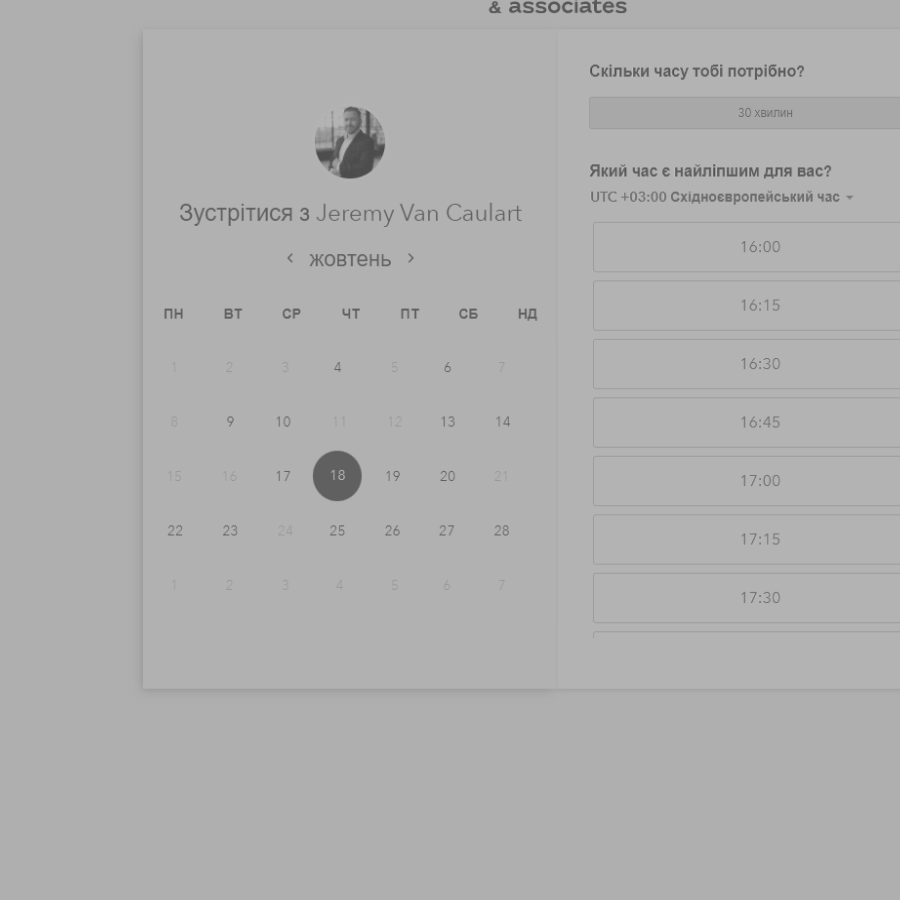 & associates
Зустрітися з Jeremy Van Caulart
жовтень
ПН ВТ СР ЧТ ПТ СБ НД
1 2 3 4 5 6 7
8 9 10 11 12 13 14
15 16 17 18 19 20 21
22 23 24 25 26 27 28
1 2 3 4 5 6 7
Скільки часу тобі потрібно?
30 хвилин
Який час є найліпшим для вас?
UTC +03:00 Східноєвропейський час
16:00
16:15
16:30
16:45
17:00
17:15
17:30